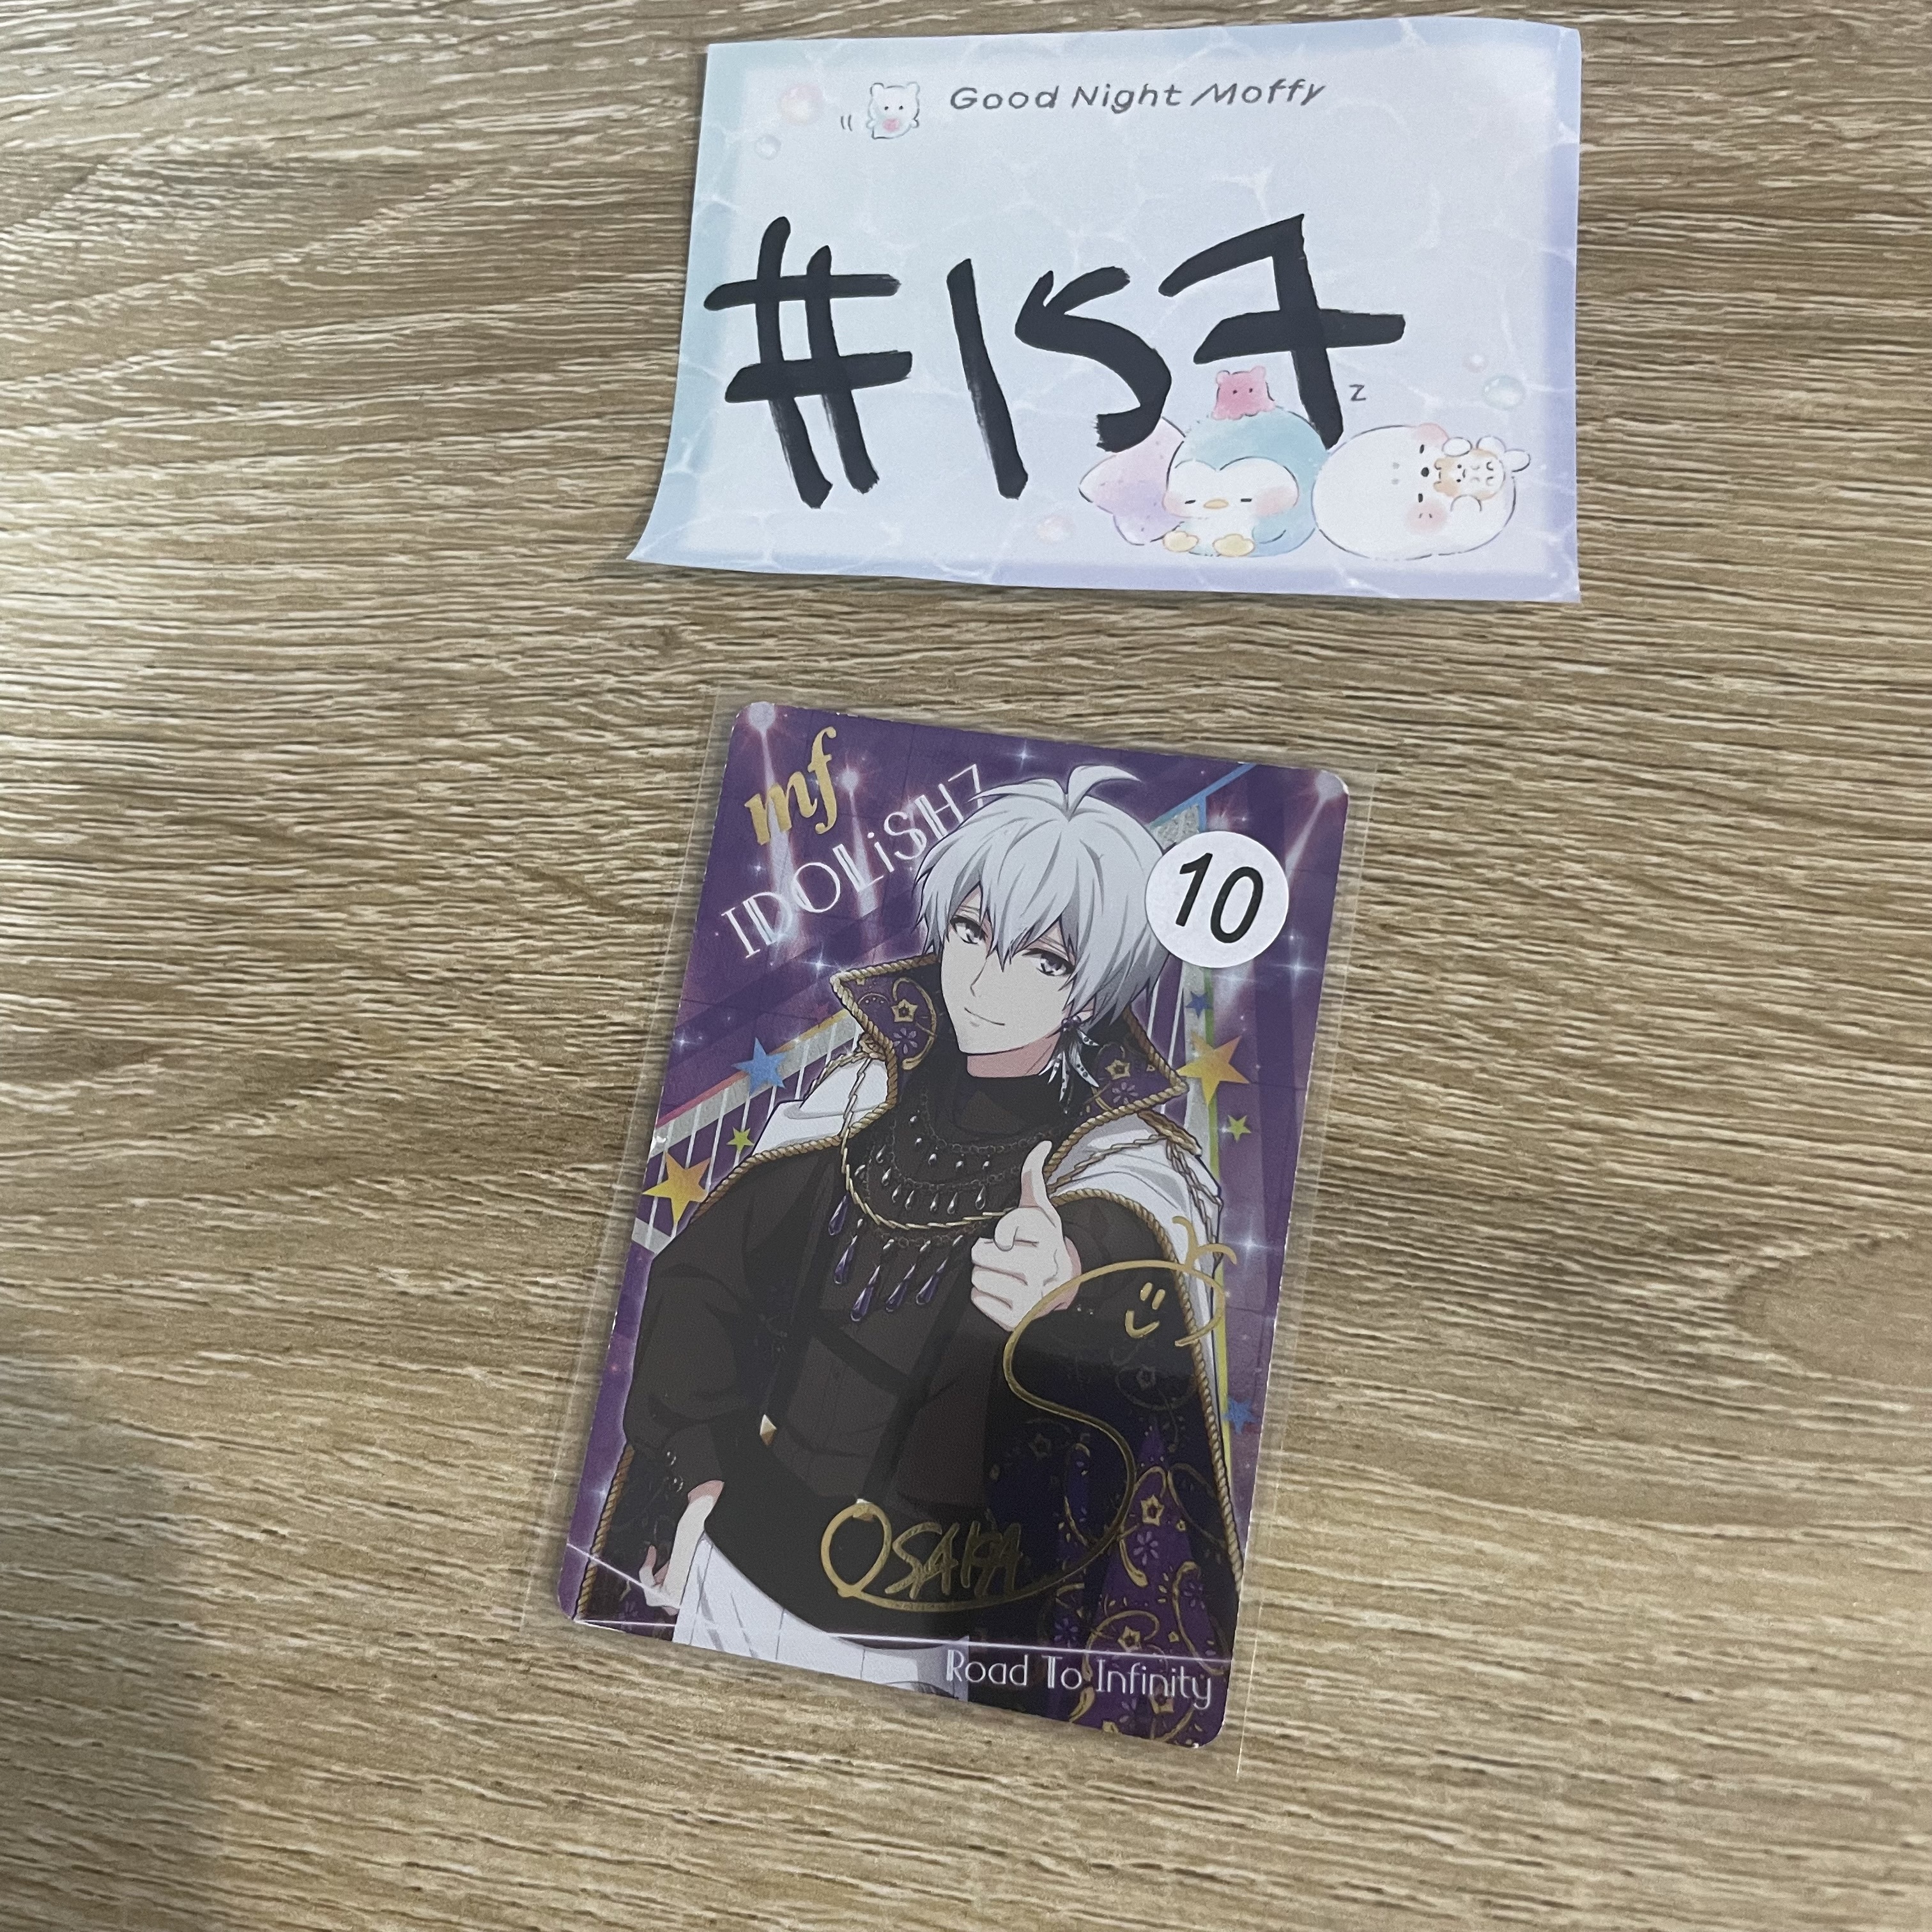 Good Night Moffy
#157
z
mf
IDOLiSH7
10
OSAKA
Road To Infinity